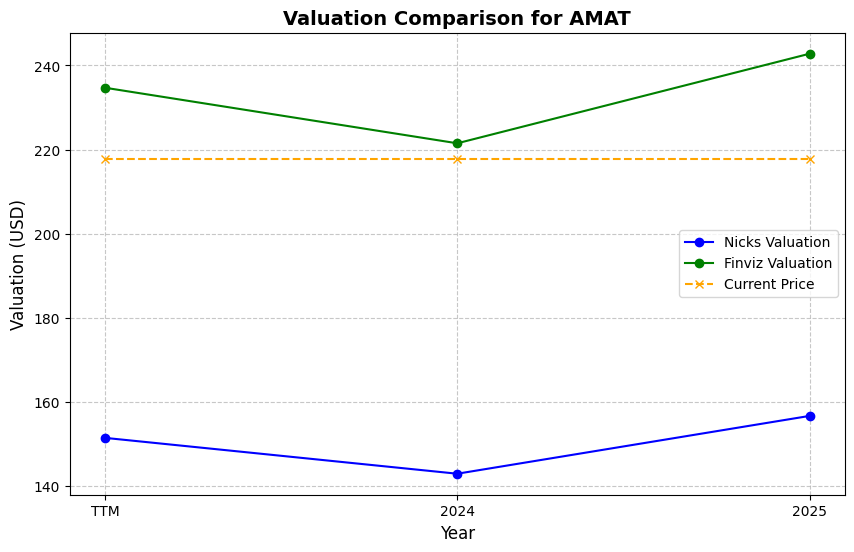 Valuation Comparison for AMAT
Valuation (USD)
240
220
200
180
160
140
Nicks Valuation
Finviz Valuation
Current Price
TTM
2024
2025
Year